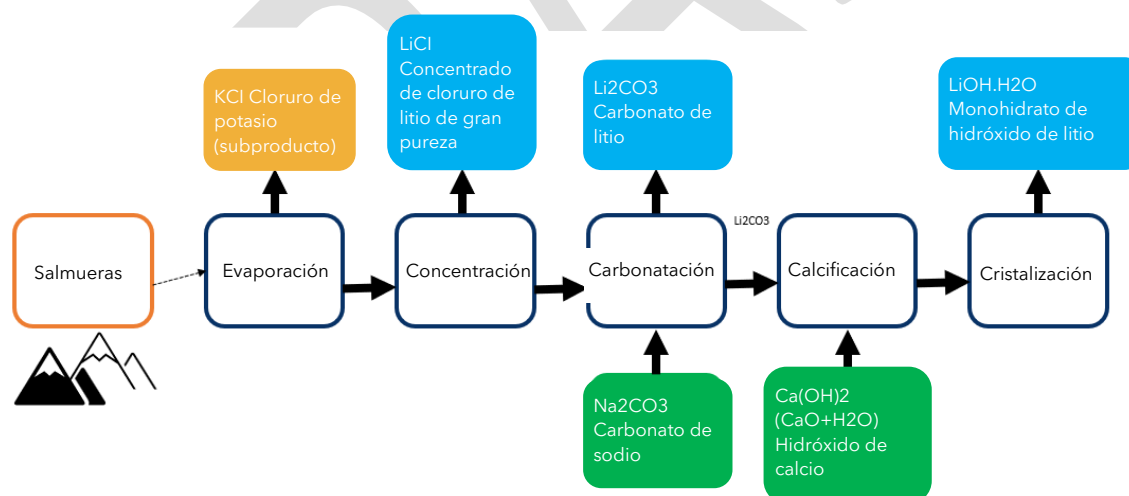 LiCl
Concentrado
de cloruro de
litio de gran
pureza
KCl Cloruro de
potasio
(subproducto)
Li2CO3
Carbonato de
litio
LiOH.H2O
Monohidrato de
hidróxido de litio
Salmueras
Evaporación
Concentración
Carbonatación
Li2CO3
Calcificación
Cristalización
Na2CO3
Carbonato de
sodio
Ca(OH)2
(CaO+H2O)
Hidróxido de
calcio